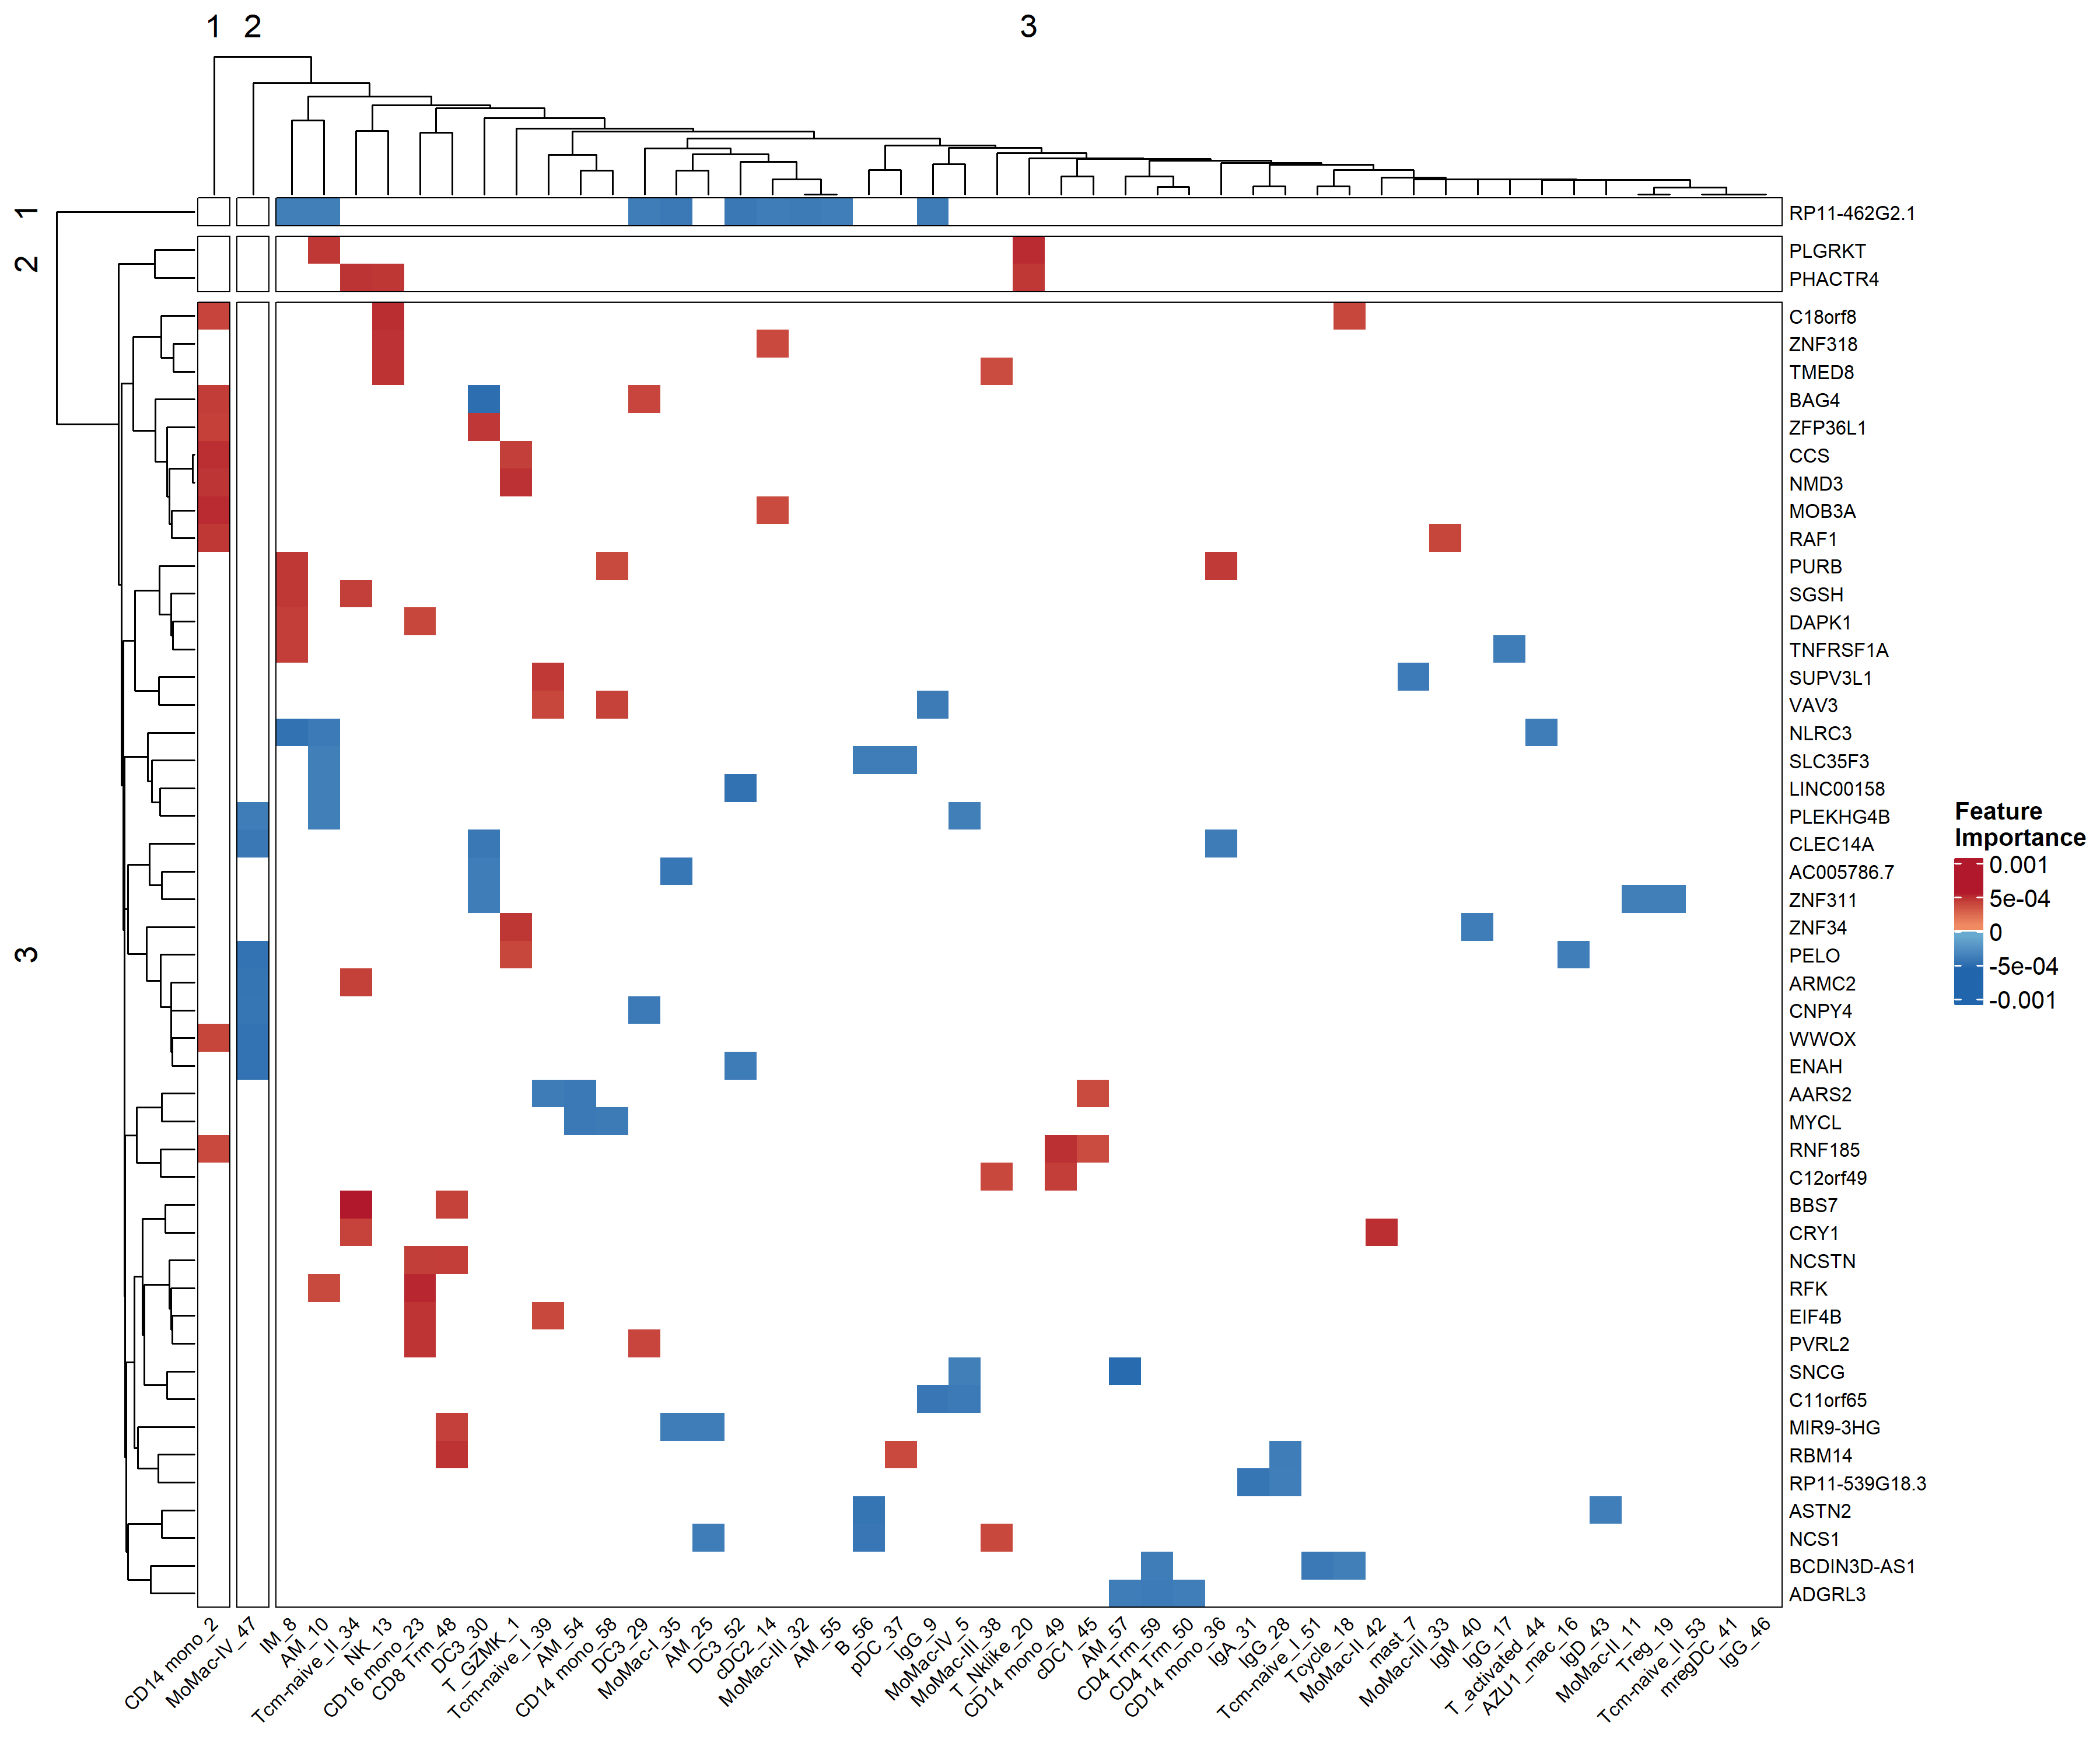 1 2 3
1
2
3
RP11-462G2.1
PLGRKT
PHACTR4
C18orf8
ZNF318
TMED8
BAG4
ZFP36L1
CCS
NMD3
MOB3A
RAF1
PURB
SGSH
DAPK1
TNFRSF1A
SUPV3L1
VAV3
NLRC3
SLC35F3
LINC00158
PLEKHG4B
CLEC14A
AC005786.7
ZNF311
ZNF34
PELO
ARMC2
CNPY4
WWOX
ENAH
AARS2
MYCL
RNF185
C12orf49
BBS7
CRY1
NCSTN
RFK
EIF4B
PVRL2
SNCG
C11orf65
MIR9-3HG
RBM14
RP11-539G18.3
ASTN2
NCS1
BCDIN3D-AS1
ADGRL3
CD14 mono_2
MoMac-IV_47
IM_8
AM_10
Tcm-naive_II_34
NK_13
CD16 mono_23
CD8 Trm_48
DC3_30
T_GZMK_1
Tcm-naive_I_39
AM_54
CD14 mono_58
DC3_29
MoMac-I_35
AM_25
DC3_52
cDC2_14
MoMac-III_32
AM_55
B_56
pDC_37
IgG_9
MoMac-IV_5
MoMac-III_38
T_Nklike_20
CD14 mono_49
cDC1_45
AM_57
CD4 Trm_59
CD4 Trm_50
CD14 mono_36
IgA_31
IgG_28
Tcm-naive_I_51
Tcycle_18
MoMac-II_42
mast_7
MoMac-III_33
IgM_40
IgG_17
T_activated_44
AZU1_mac_16
IgD_43
MoMac-II_11
Treg_19
Tcm-naive_II_53
mregDC_41
IgG_46
Feature
Importance
0.001
5e-04
0
-5e-04
-0.001